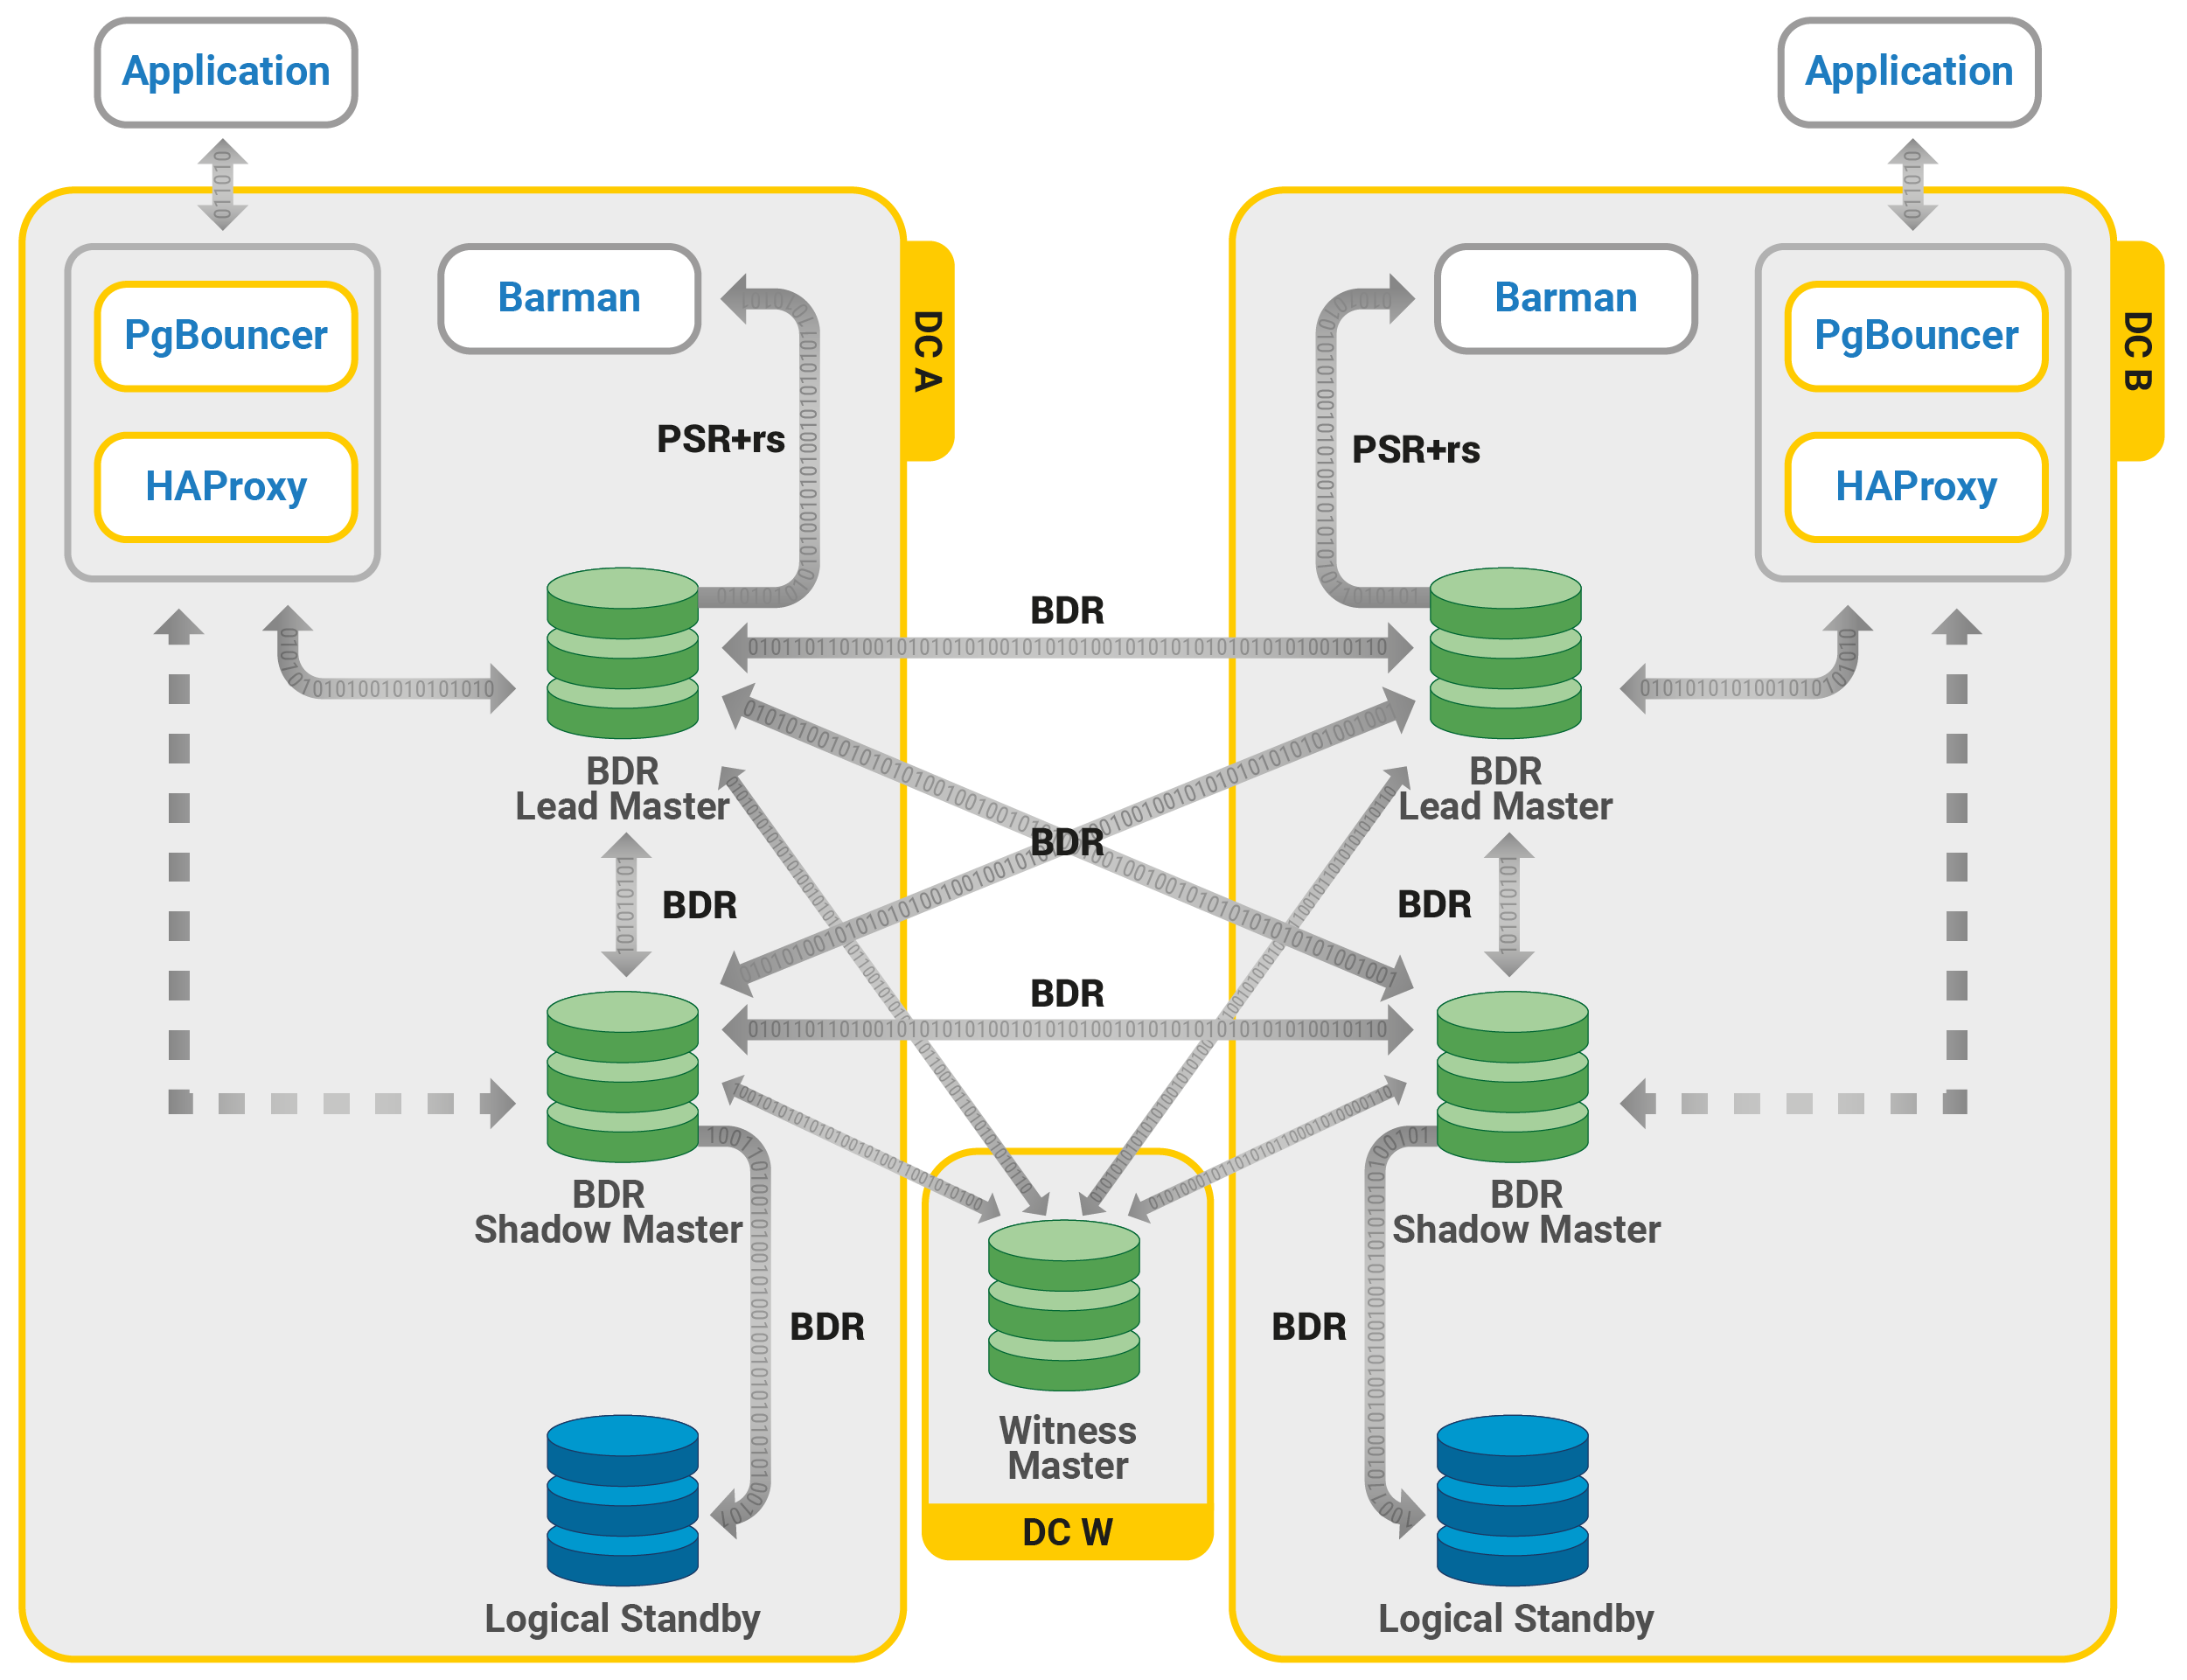 Application
Application
PgBouncer
HAProxy
Barman
DC A
Barman
PgBouncer
HAProxy
DC B
PSR+rs
PSR+rs
BDR
BDR
Lead Master
BDR
Lead Master
BDR
BDR
BDR
BDR
BDR
Shadow Master
BDR
Shadow Master
BDR
BDR
Witness
Master
DC W
Logical Standby
Logical Standby